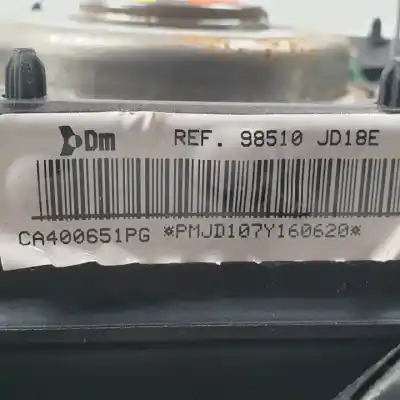 Dm REF. 98510 JD18E
CA400651PG *PMJD107Y160620*